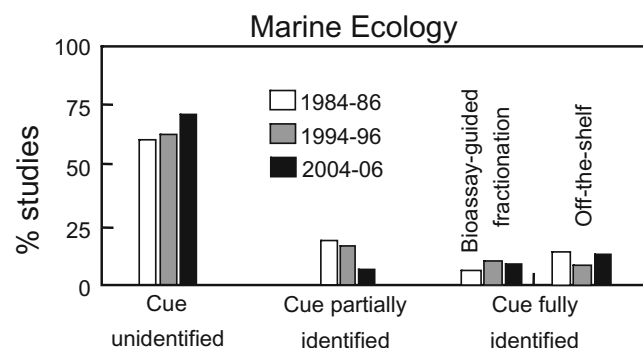 Marine Ecology
% studies
100
75
50
25
0
1984-86
1994-96
2004-06
Bioassay-guided
fractionation
Off-the-shelf
Cue
unidentified
Cue partially
identified
Cue fully
identified